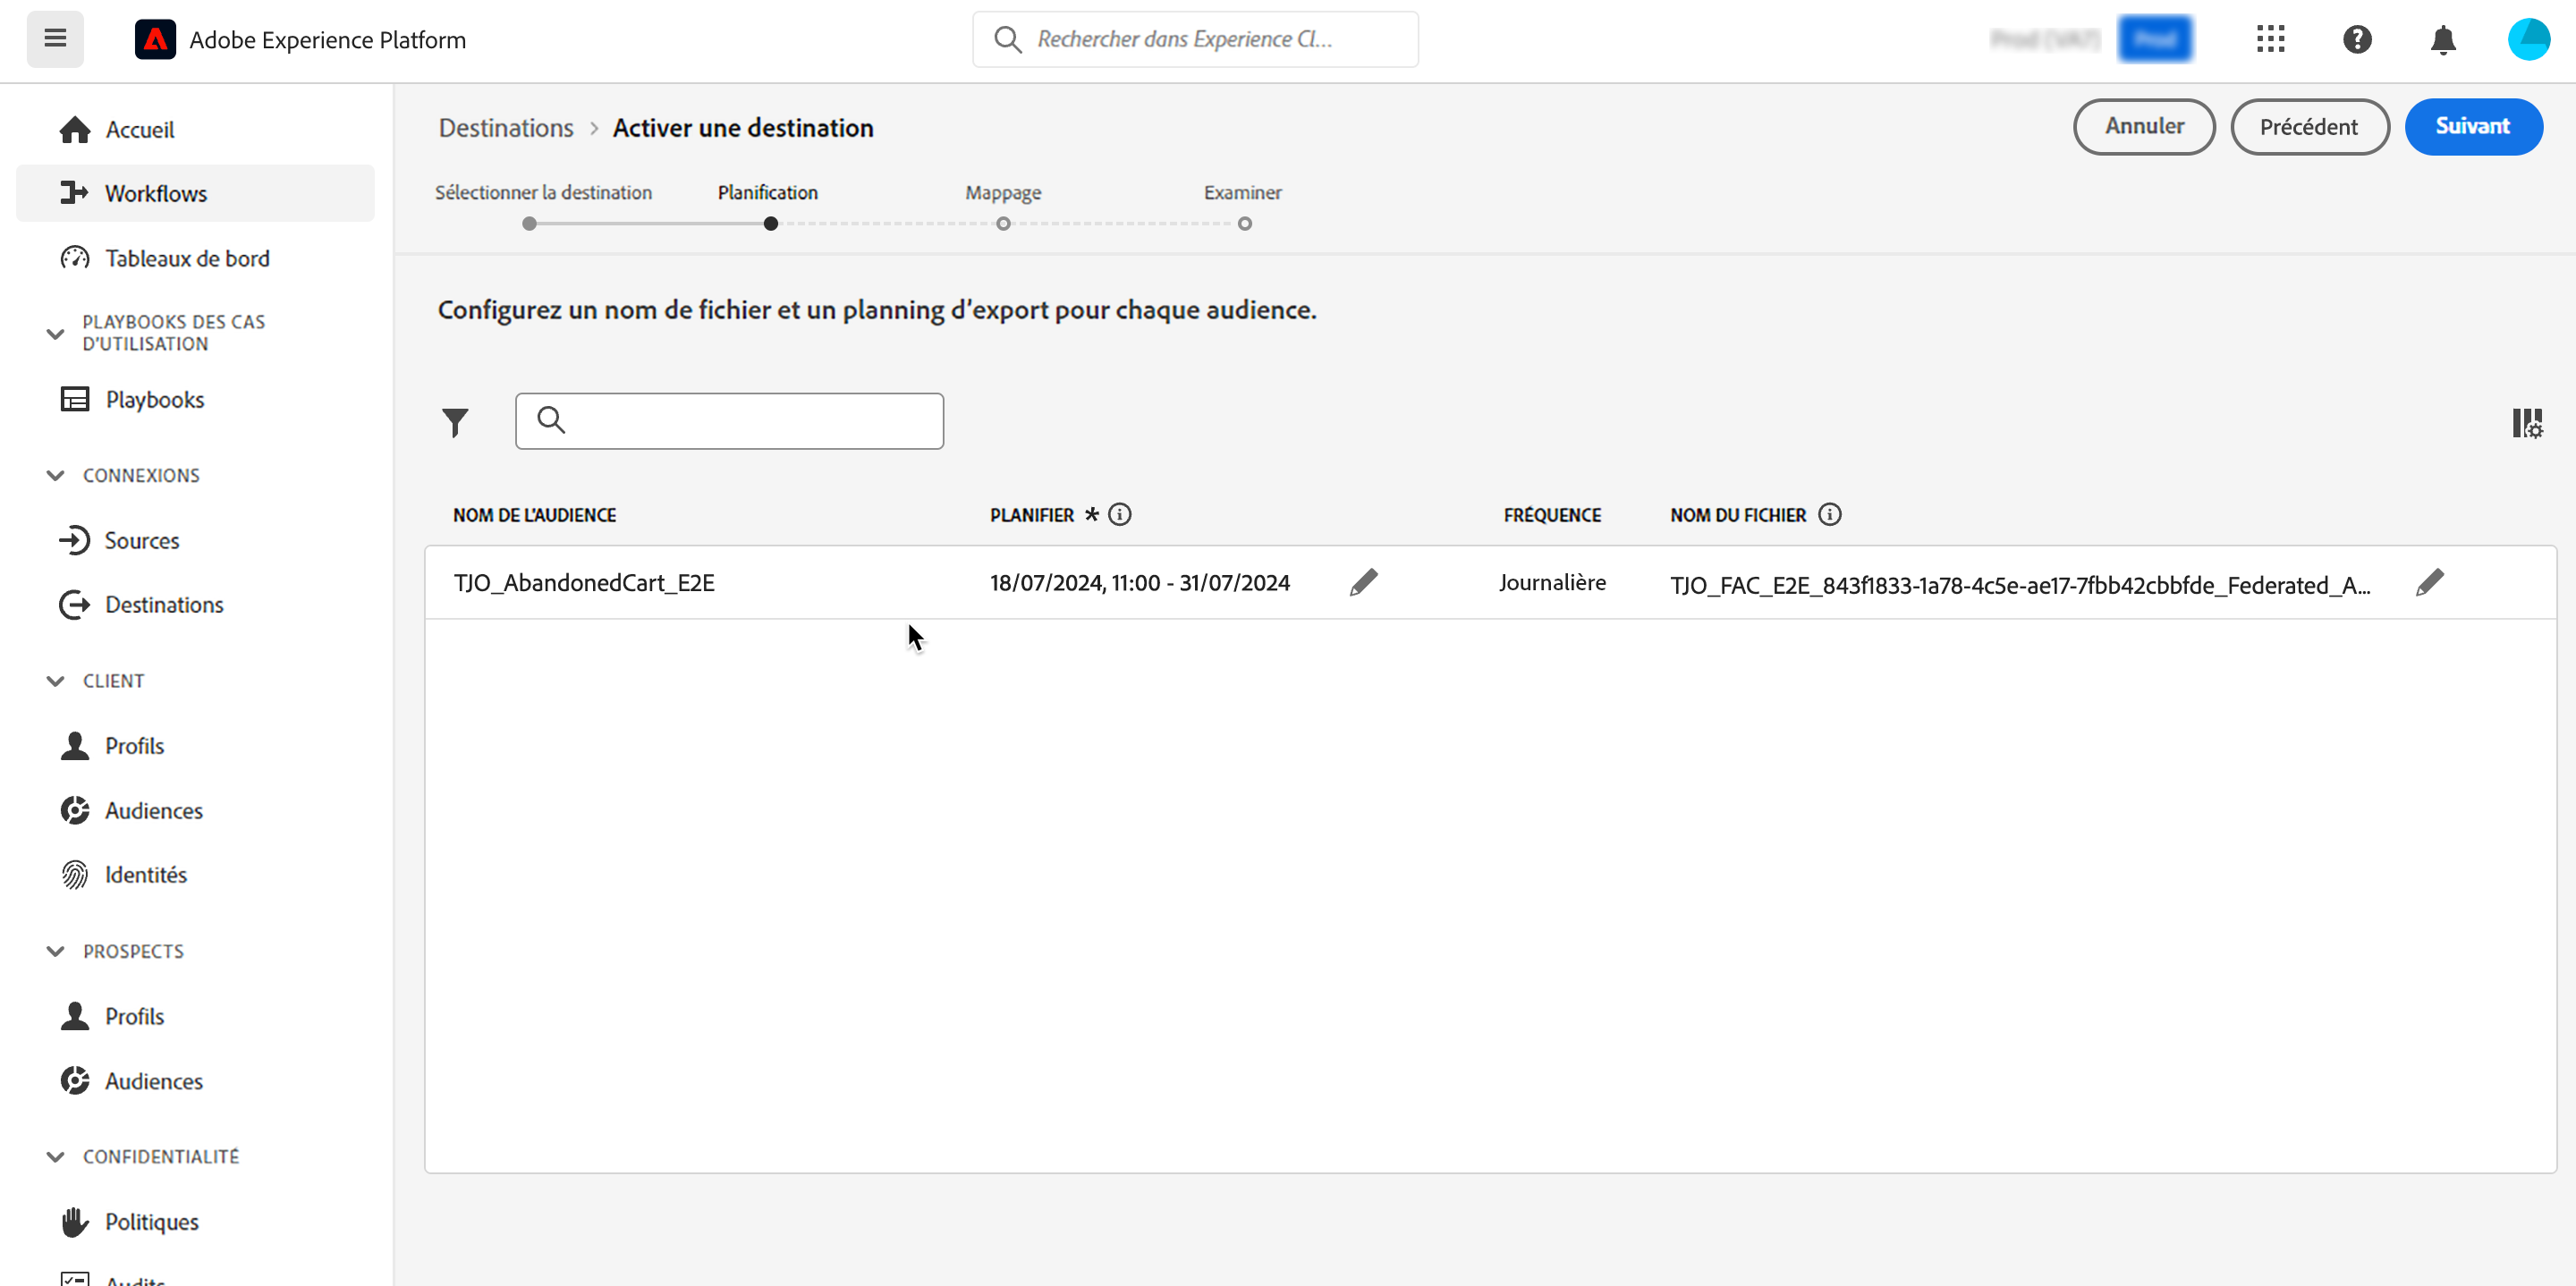 Adobe Experience Platform
Rechercher dans Experience Cl...
Accueil
Workflows
Tableaux de bord
PLAYBOOKS DES CAS
D'UTILISATION
Playbooks
CONNEXIONS
Sources
Destinations
CLIENT
Profils
Audiences
Identités
PROSPECTS
Profils
Audiences
CONFIDENTIALITÉ
Politiques
Audits
Destinations > Activer une destination
Annuler
Précédent
Suivant
Sélectionner la destination
Planification
Mappage
Examiner
Configurez un nom de fichier et un planning d’export pour chaque audience.
NOM DE L'AUDIENCE
PLANIFIER *
FRÉQUENCE
NOM DU FICHIER
TJO_AbandonedCart_E2E
18/07/2024, 11:00 - 31/07/2024
Journalière
TJO_FAC_E2E_843f1833-1a78-4c5e-ae17-7fbb42cbbfde_Federated_A...